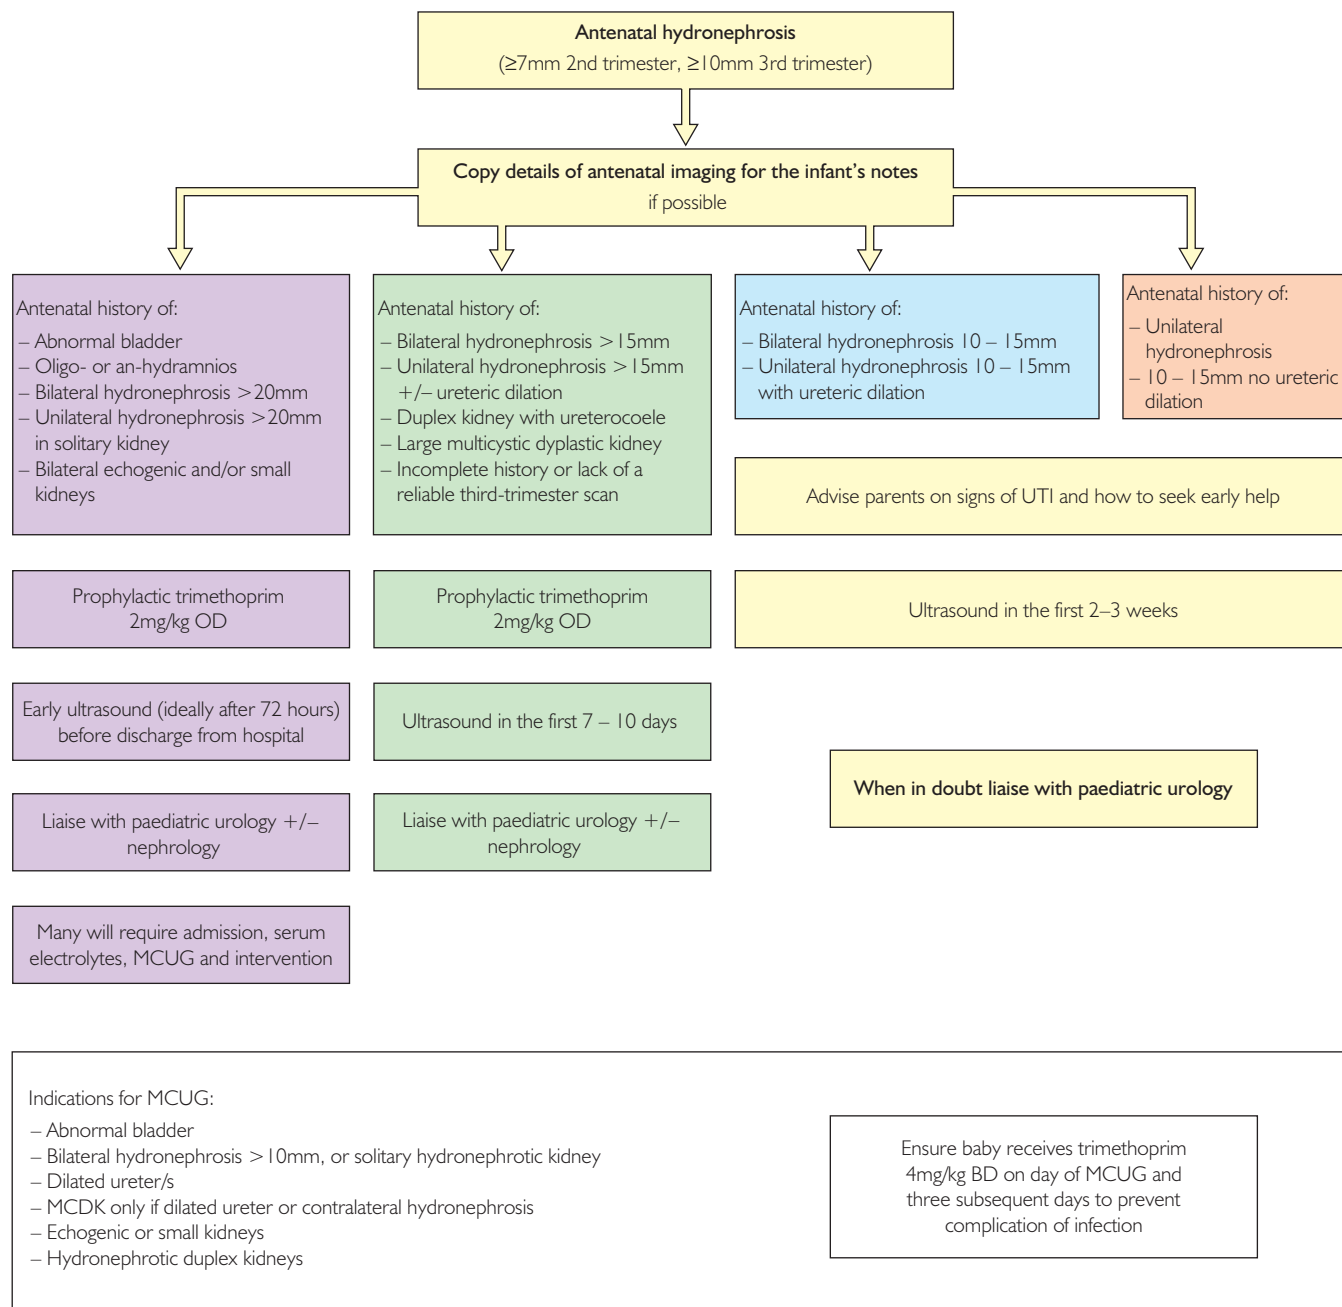 Antenatal hydronephrosis
(≥7mm 2nd trimester, ≥10mm 3rd trimester)
Copy details of antenatal imaging for the infant's notes
if possible
Antenatal history of:
– Abnormal bladder
– Oligo- or an-hydramnios
– Bilateral hydronephrosis >20mm
– Unilateral hydronephrosis >20mm
in solitary kidney
– Bilateral echogenic and/or small
kidneys
Prophylactic trimethoprim
2mg/kg OD
Early ultrasound (ideally after 72 hours)
before discharge from hospital
Liaise with paediatric urology +/–
nephrology
Many will require admission, serum
electrolytes, MCUG and intervention
Antenatal history of:
– Bilateral hydronephrosis >15mm
– Unilateral hydronephrosis >15mm
+/– ureteric dilation
– Duplex kidney with ureterocoele
– Large multicystic dyplastic kidney
– Incomplete history or lack of a
reliable third-trimester scan
Prophylactic trimethoprim
2mg/kg OD
Ultrasound in the first 7 – 10 days
Liaise with paediatric urology +/–
nephrology
Antenatal history of:
– Bilateral hydronephrosis 10 – 15mm
– Unilateral hydronephrosis 10 – 15mm
with ureteric dilation
Antenatal history of:
– Unilateral
hydronephrosis
– 10 – 15mm no ureteric
dilation
Advise parents on signs of UTI and how to seek early help
Ultrasound in the first 2–3 weeks
When in doubt liaise with paediatric urology
Indications for MCUG:
– Abnormal bladder
– Bilateral hydronephrosis >10mm, or solitary hydronephrotic kidney
– Dilated ureter/s
– MCDK only if dilated ureter or contralateral hydronephrosis
– Echogenic or small kidneys
– Hydronephrotic duplex kidneys
Ensure baby receives trimethoprim
4mg/kg BD on day of MCUG and
three subsequent days to prevent
complication of infection